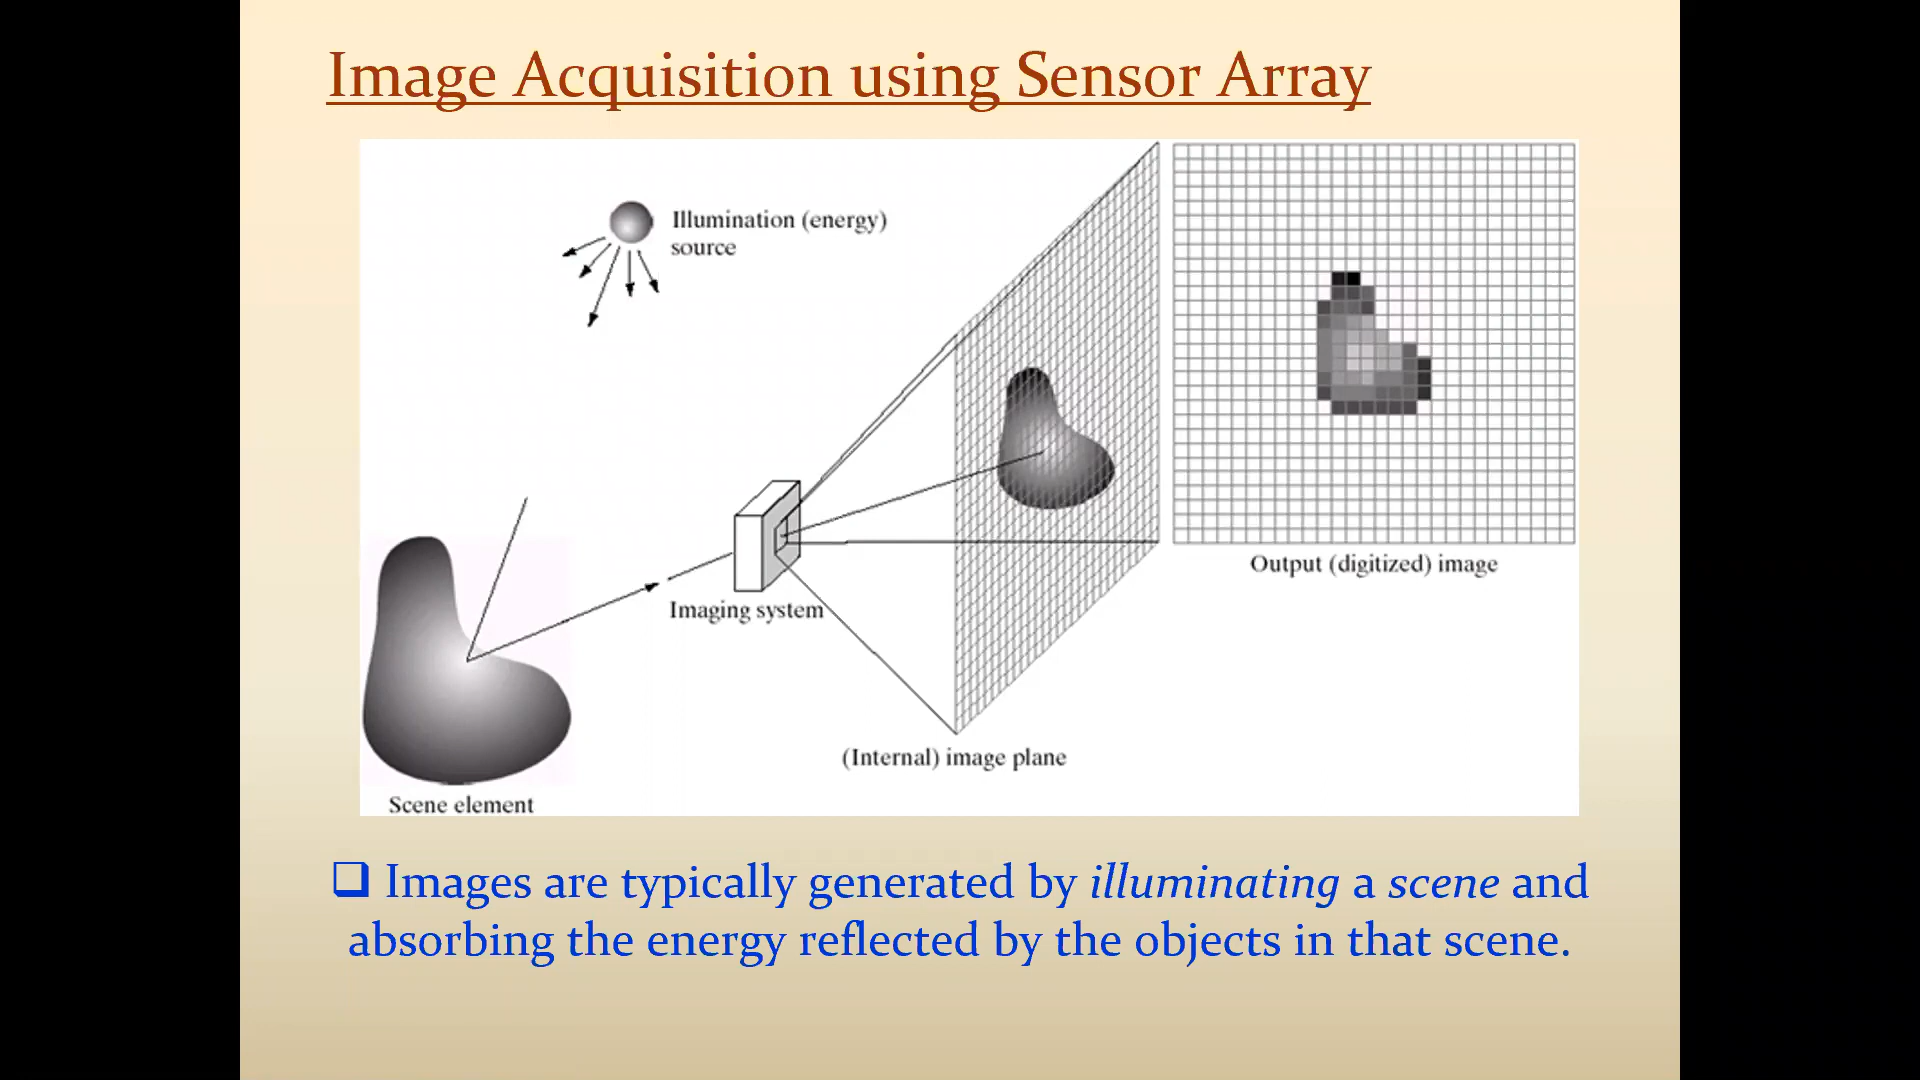 Image Acquisition using Sensor Array
Illumination (energy)
source
Output (digitized) image
Imaging system
(Internal) image plane
Scene element
❑ Images are typically generated by illuminating a scene and
absorbing the energy reflected by the objects in that scene.